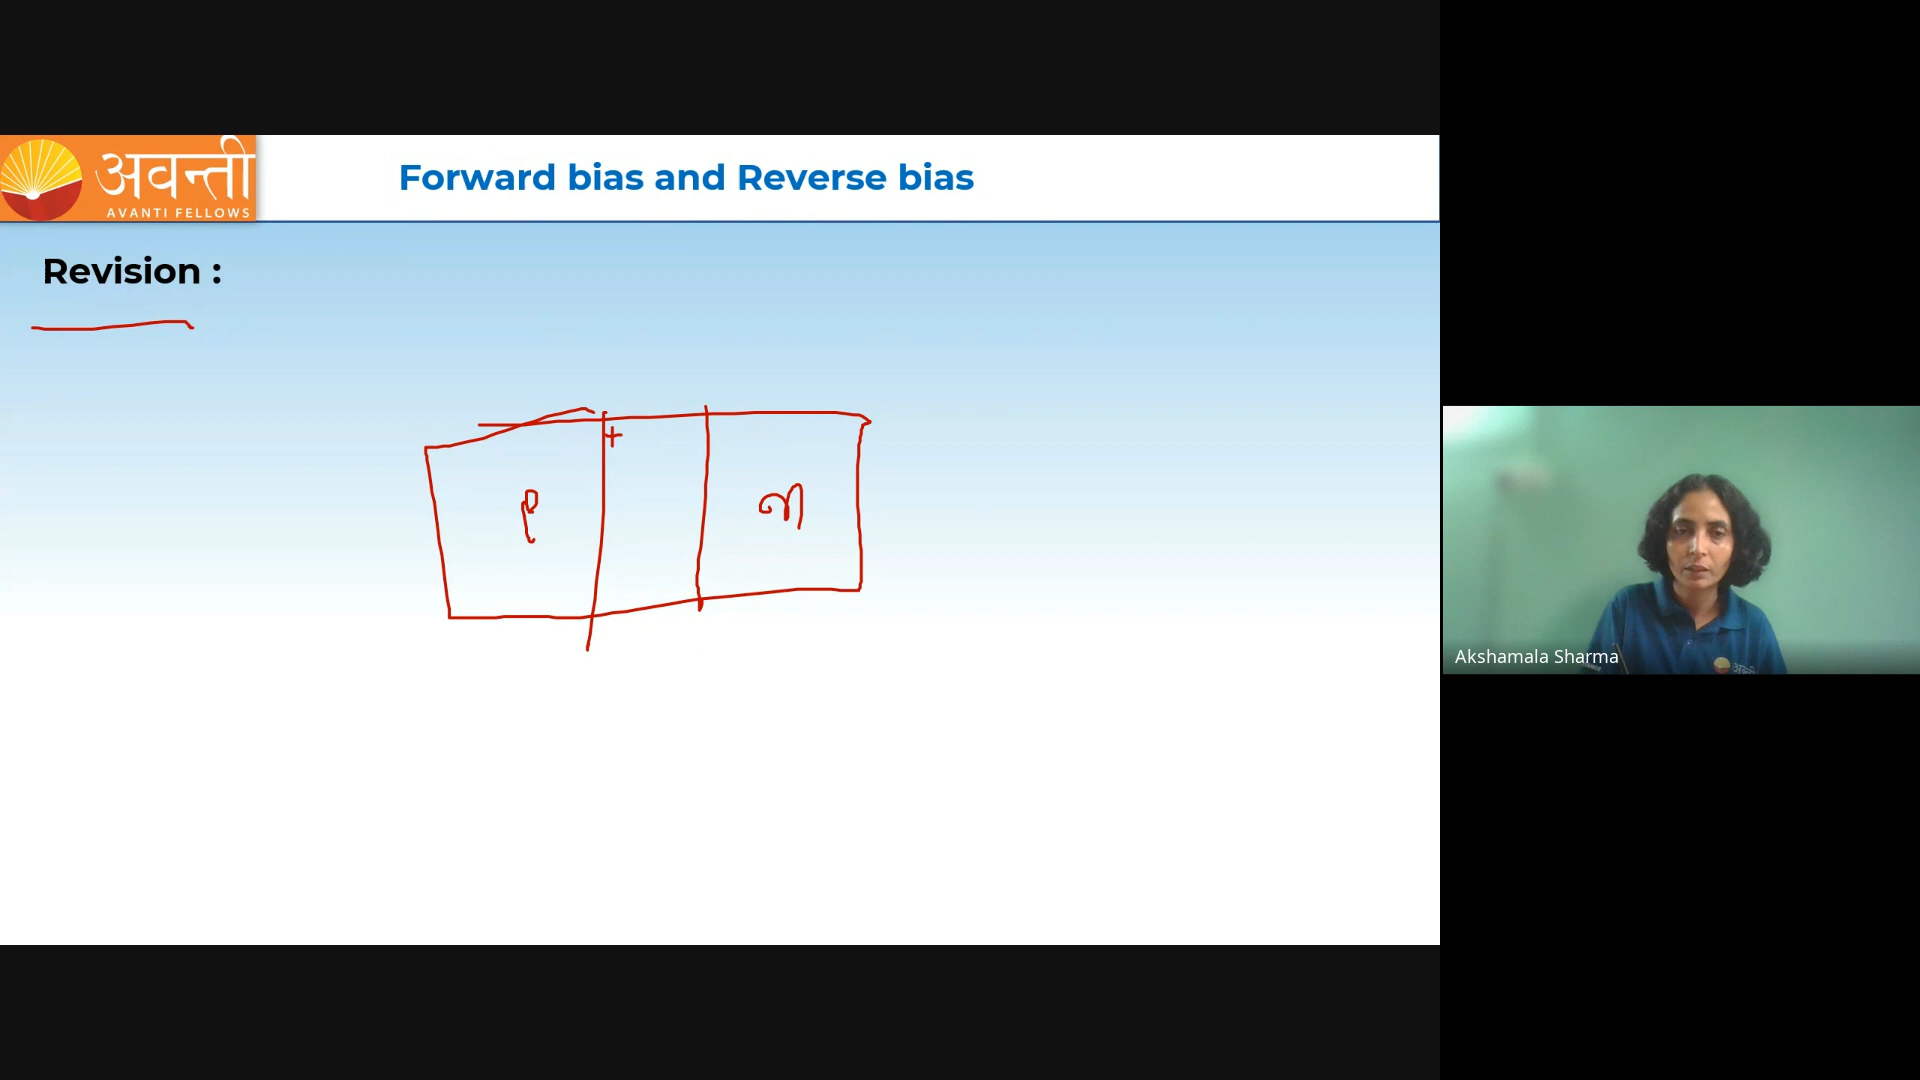 अवन्ती
AVANTI FELLOWS
Forward bias and Reverse bias
Revision :
+
P
n
Akshamala Sharma